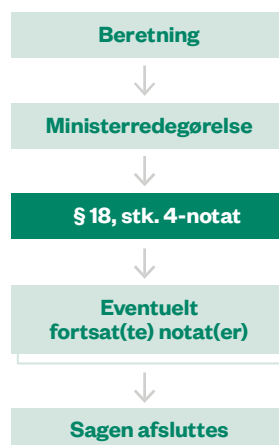 Beretning
Ministerredegørelse
§ 18, stk. 4-notat
Eventuelt
fortsat(te) notat(er)
Sagen afsluttes